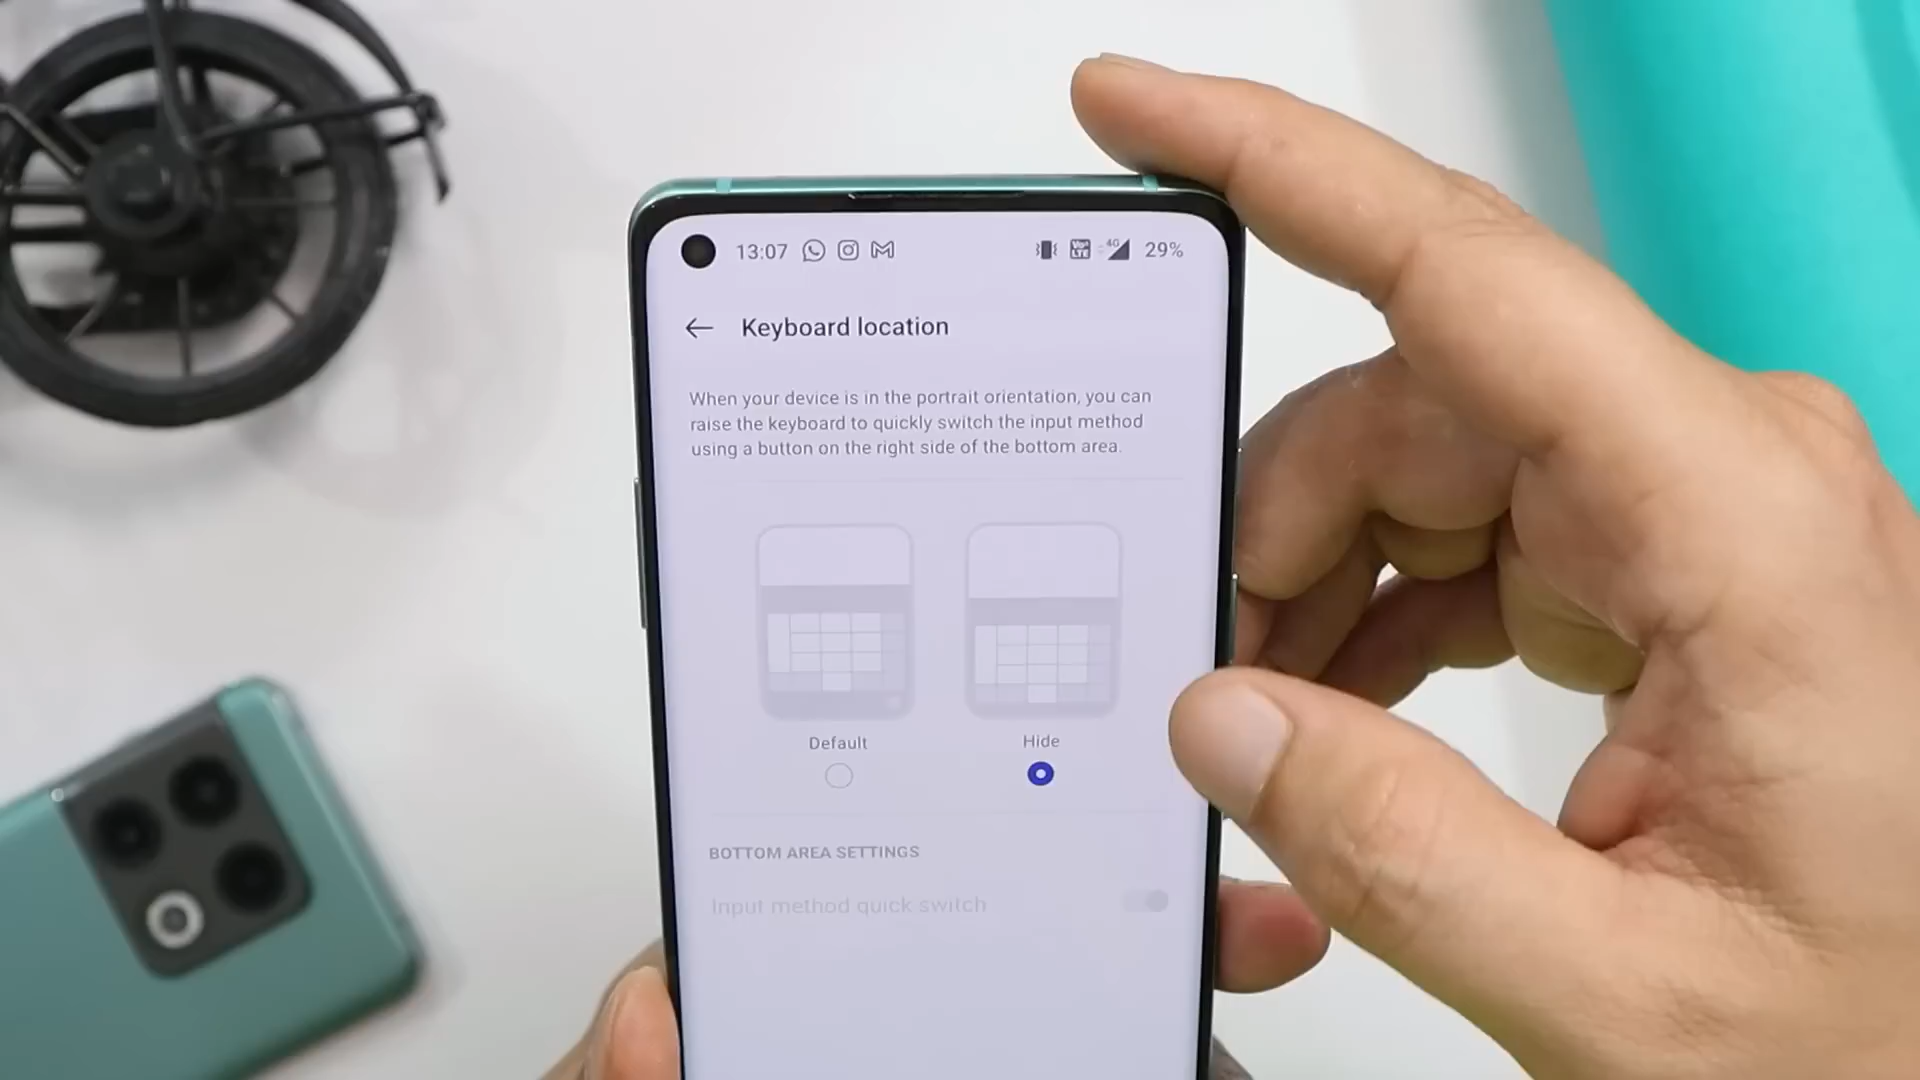 13:07 29%
Keyboard location
When your device is in the portrait orientation, you can
raise the keyboard to quickly switch the input method
using a button on the right side of the bottom area.
Default Hide
BOTTOM AREA SETTINGS
Input method quick switch